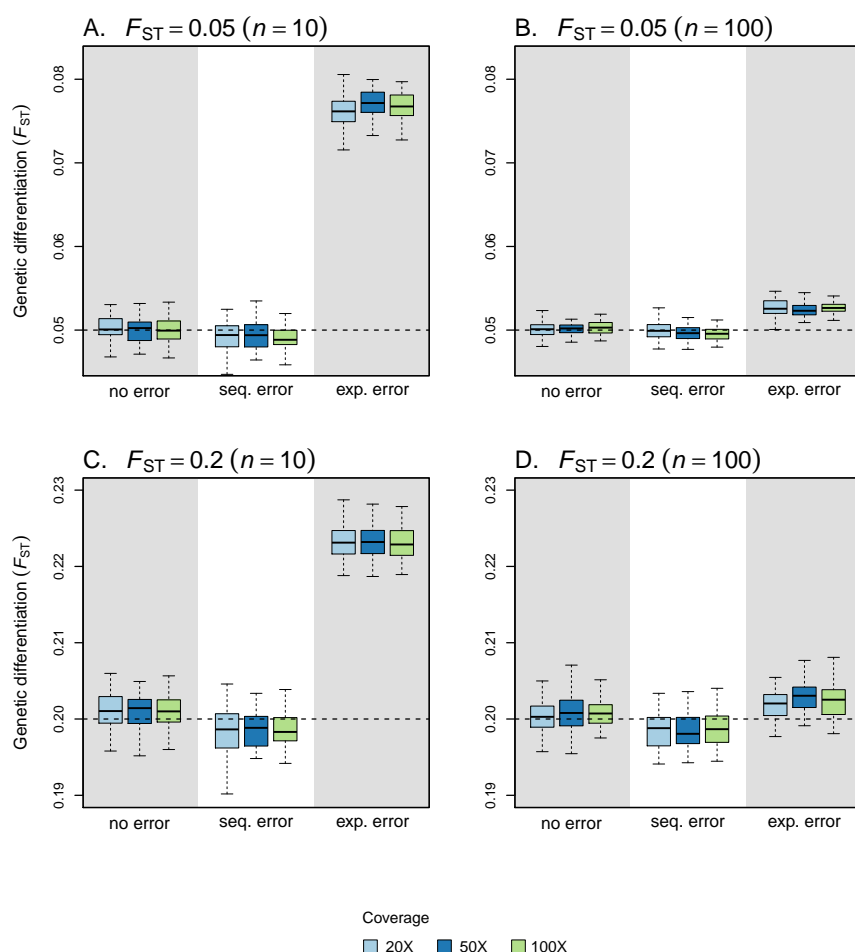 A. FST = 0.05 (n = 10)
B. FST = 0.05 (n = 100)
Genetic differentiation (FST)
0.05 0.06 0.07 0.08
no error seq. error exp. error
0.05 0.06 0.07 0.08
no error seq. error exp. error
C. FST = 0.2 (n = 10)
D. FST = 0.2 (n = 100)
Genetic differentiation (FST)
0.19 0.20 0.21 0.22 0.23
no error seq. error exp. error
0.19 0.20 0.21 0.22 0.23
no error seq. error exp. error
Coverage
20X 50X 100X